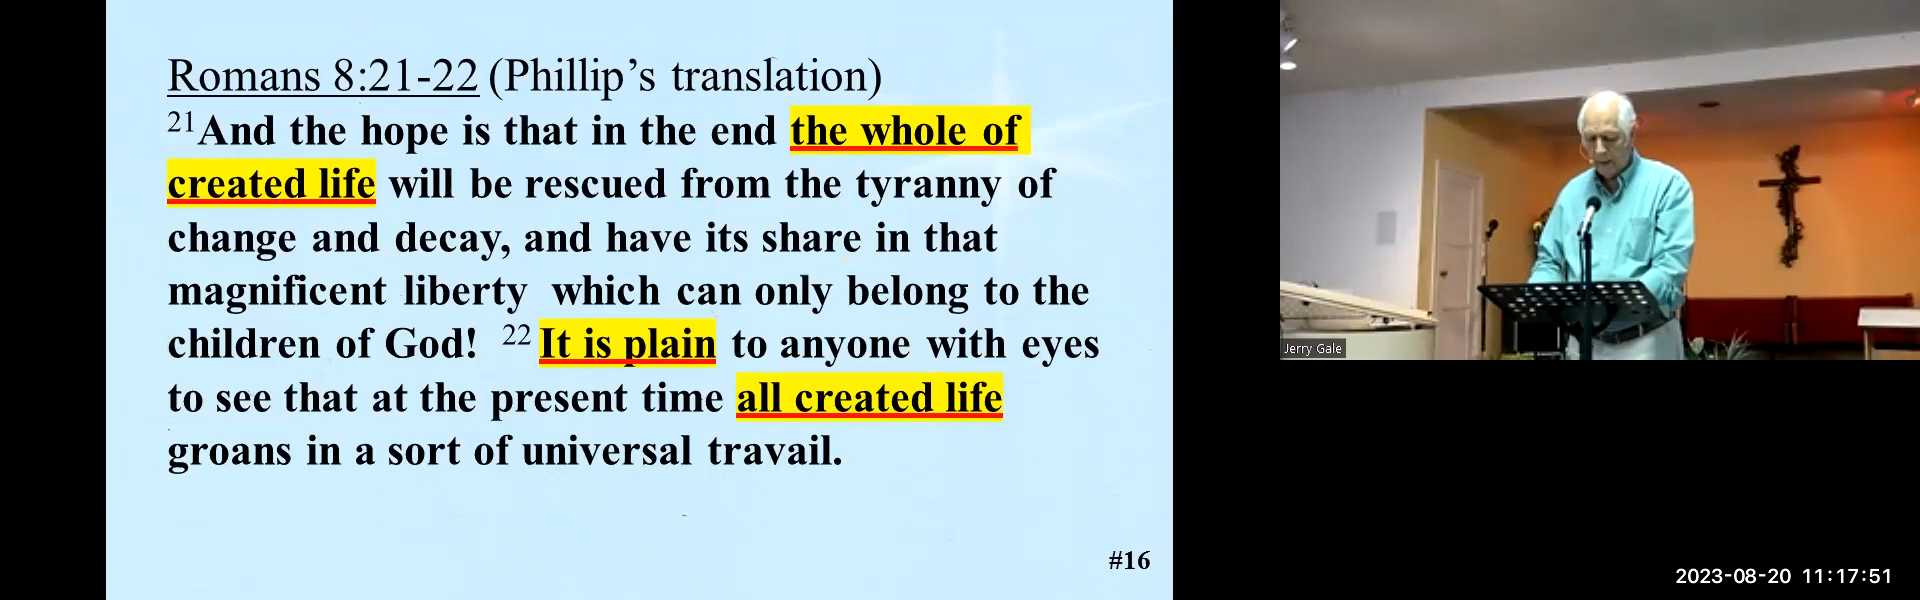 Romans 8:21-22 (Phillip's translation)
21And the hope is that in the end the whole of
created life will be rescued from the tyranny of
change and decay, and have its share in that
magnificent liberty which can only belong to the
children of God! 22 It is plain to anyone with eyes
to see that at the present time all created life
groans in a sort of universal travail.
#16
Jerry Gale
2023-08-20 11:17:51